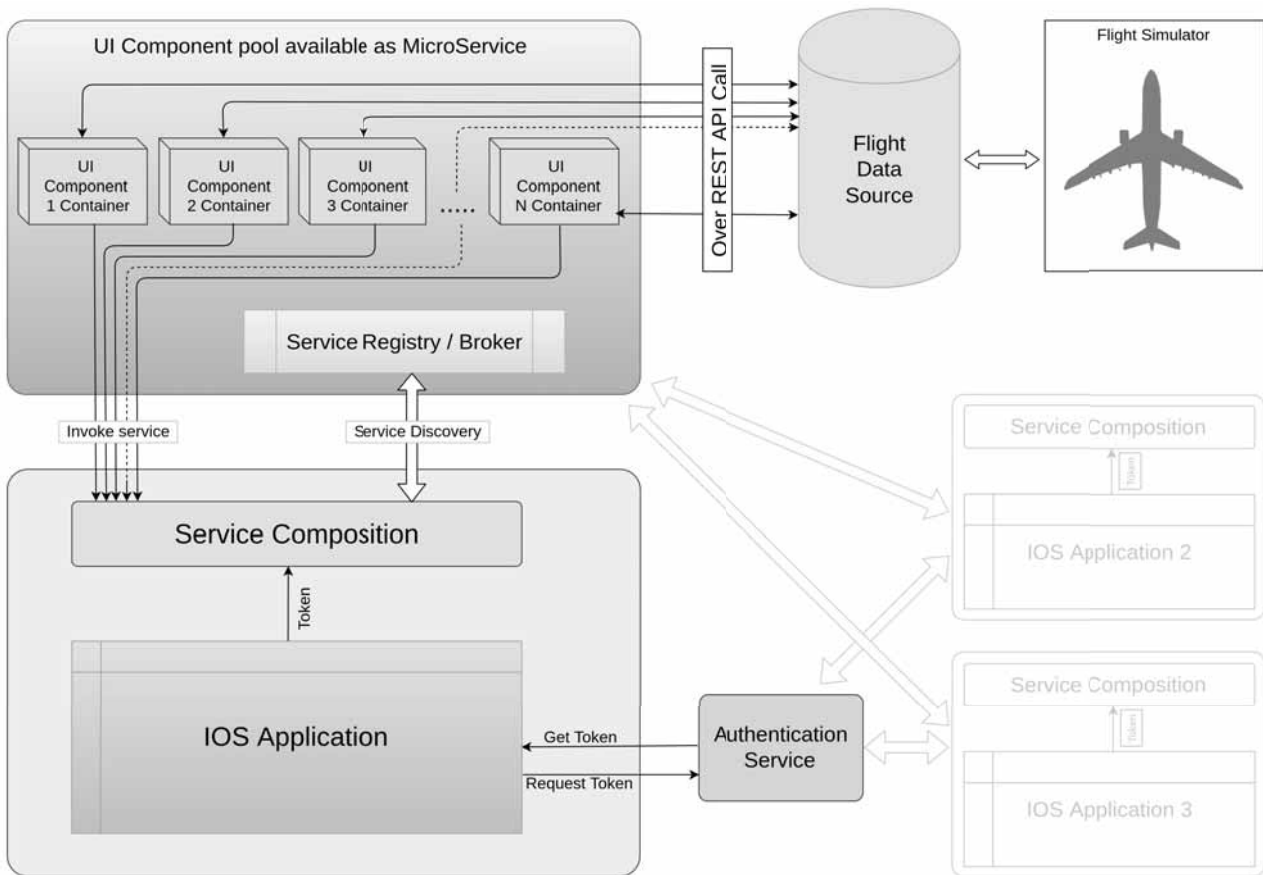 UI Component pool available as MicroService
Flight Simulator
Over REST API Call
UI
Component
1 Container
UI
Component
2 Container
UI
Component
3 Container
.....
UI
Component
N Container
Flight
Data
Source
Service Registry / Broker
Invoke service
Service Discovery
Service Composition
Token
IOS Application
Get Token
Request Token
Authentication
Service
Service Composition
Token
IOS Application 2
Service Composition
Token
IOS Application 3